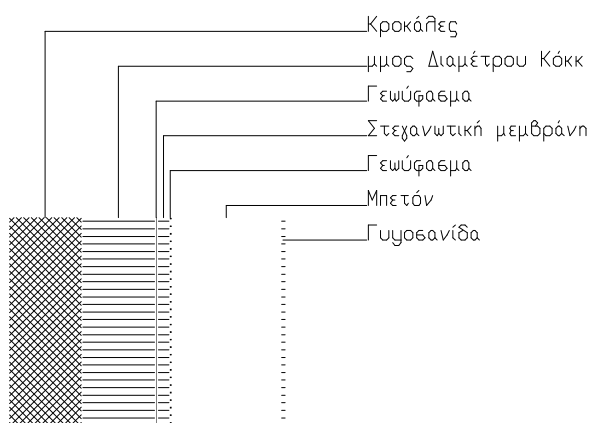 Κροκάλες
μμος Διαμέτρου Κόκκ
Γεωύφασμα
Στεγανωτική μεμβράνη
Γεωύφασμα
Μπετόν
Γυψοσανίδα